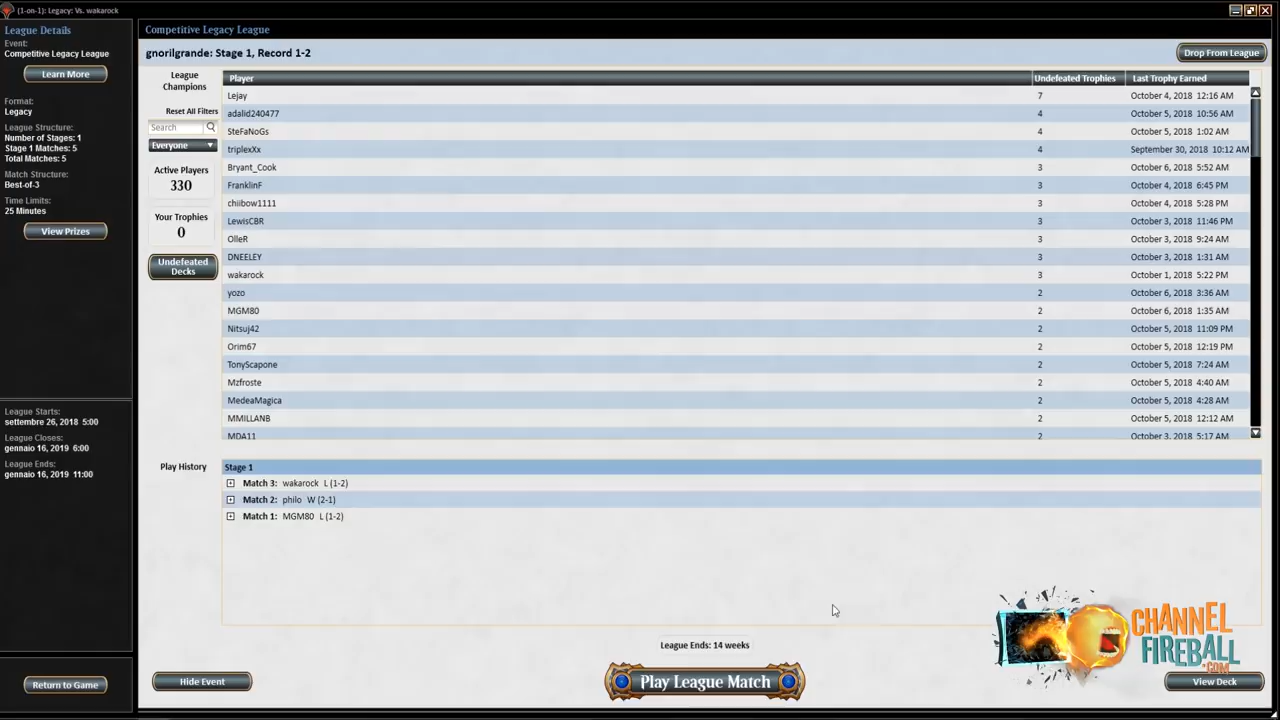 (1-on-1): Legacy: Vs. wakarock
League Details
Event:
Competitive Legacy League
Learn More
Format:
Legacy
League Structure:
Number of Stages: 1
Stage 1 Matches: 5
Total Matches: 5
Match Structure:
Best-of-3
Time Limits:
25 Minutes
View Prizes
League Starts:
settembre 26, 2018 5:00
League Closes:
gennaio 16, 2019 6:00
League Ends:
gennaio 16, 2019 11:00
Return to Game
Competitive Legacy League
gnorilgrande: Stage 1, Record 1-2
Drop From League
League
Champions
Reset All Filters
Search
Everyone
Active Players
330
Your Trophies
0
Undefeated
Decks
Player Undefeated Trophies Last Trophy Earned
LeJay 7 October 4, 2018 12:16 AM
adalid240477 4 October 5, 2018 10:56 AM
SteFaNoGs 4 October 5, 2018 1:02 AM
triplexXx 4 September 30, 2018 10:12 AM
Bryant_Cook 3 October 6, 2018 5:52 AM
FranklinF 3 October 4, 2018 6:45 PM
chiibow1111 3 October 4, 2018 5:28 PM
LewisCBR 3 October 3, 2018 11:46 PM
OlleR 3 October 3, 2018 9:24 AM
DNEELEY 3 October 3, 2018 1:31 AM
wakarock 3 October 1, 2018 5:22 PM
yozo 2 October 6, 2018 3:36 AM
MGM80 2 October 6, 2018 1:35 AM
Nitsuj42 2 October 5, 2018 11:09 PM
Orim67 2 October 5, 2018 12:19 PM
TonyScapone 2 October 5, 2018 7:24 AM
Mzfroste 2 October 5, 2018 4:40 AM
MedeaMagica 2 October 5, 2018 4:28 AM
MMILLANB 2 October 5, 2018 12:12 AM
MDA11 2 October 3, 2018 5:17 AM
Play History
Stage 1
Match 3: wakarock L (1-2)
Match 2: philo W (2-1)
Match 1: MGM80 L (1-2)
League Ends: 14 weeks
Hide Event
Play League Match
CHANNEL
FIREBALL
.COM
View Deck